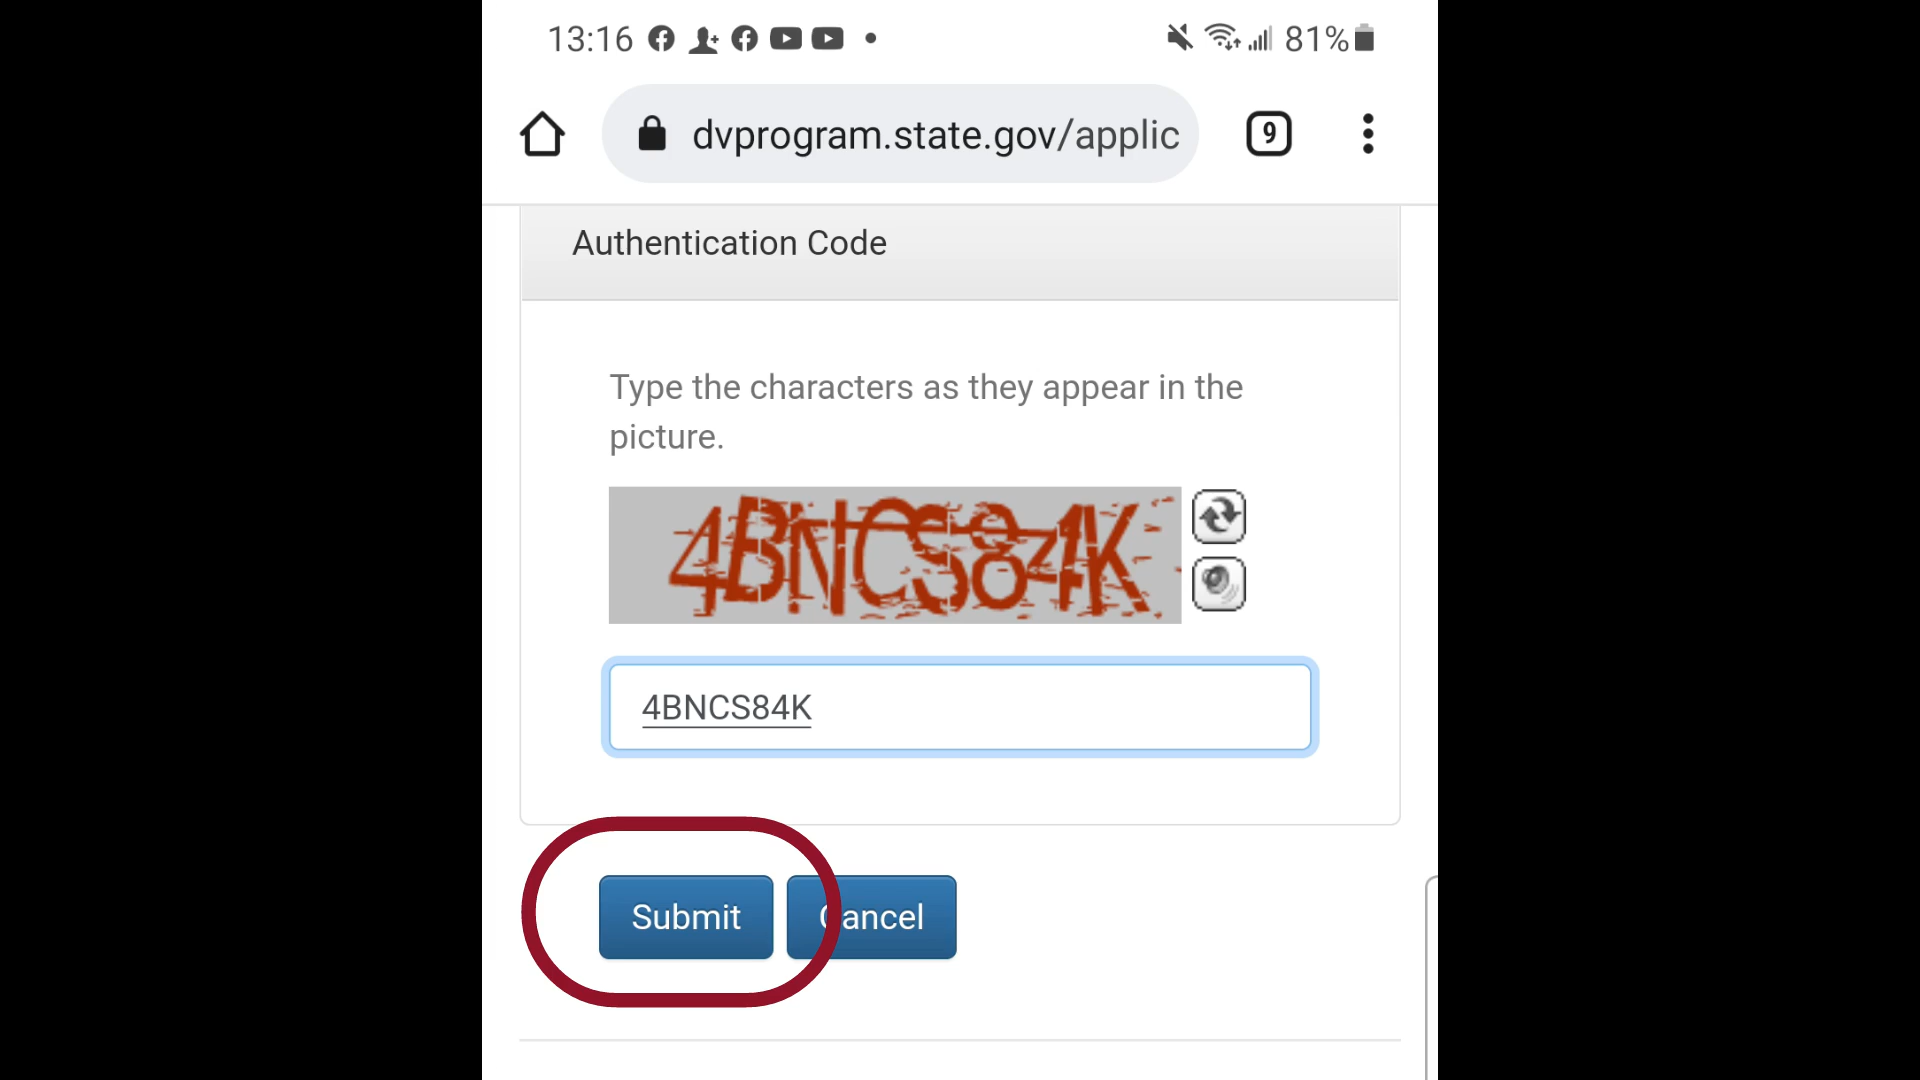 13:16
81%
dvprogram.state.gov/applic
9
Authentication Code
Type the characters as they appear in the
picture.
4BNCS84K
4BNCS84K
Submit
Cancel